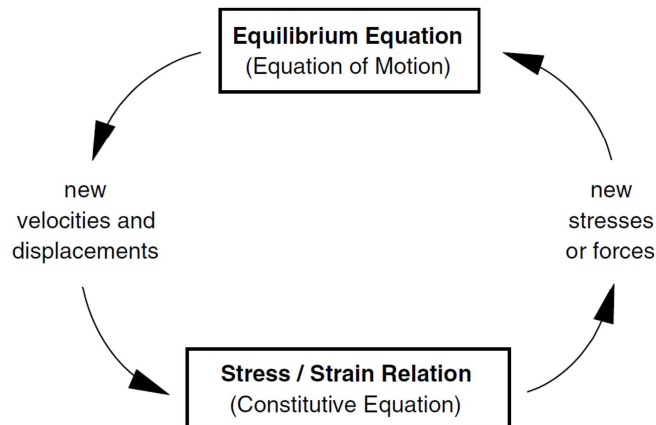 Equilibrium Equation
(Equation of Motion)
new
velocities and
displacements
new
stresses
or forces
Stress / Strain Relation
(Constitutive Equation)